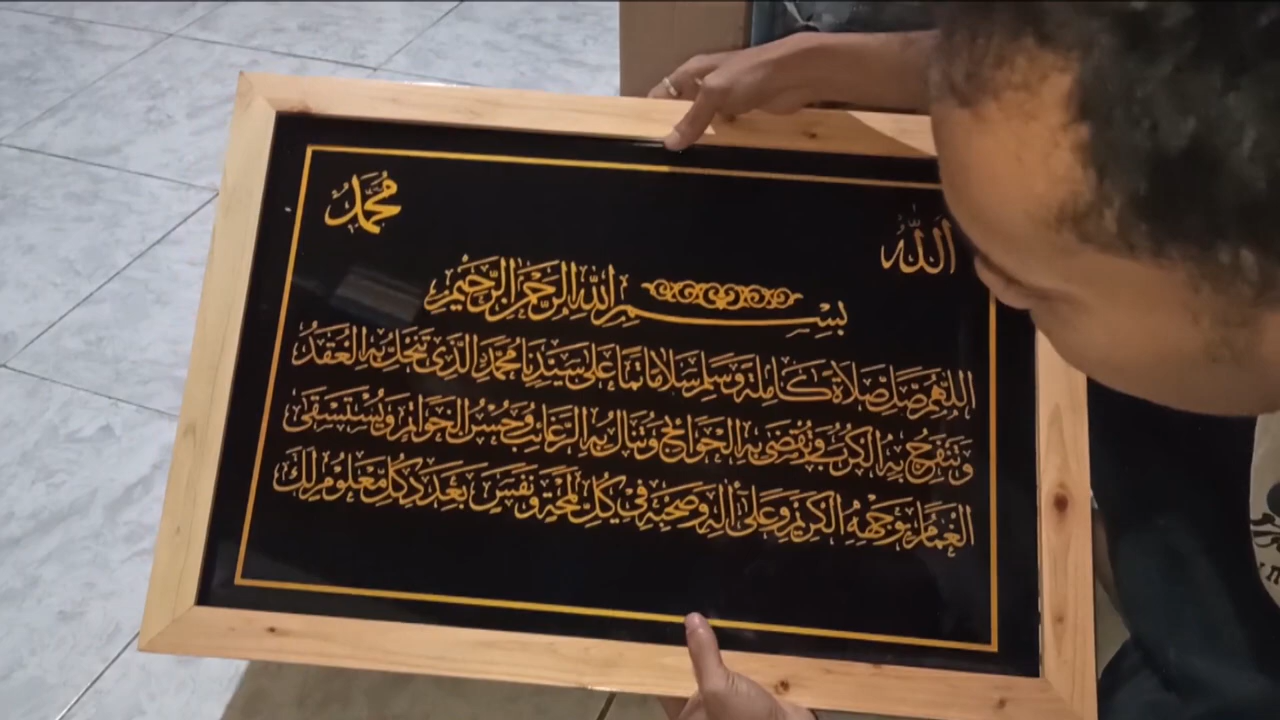 الله
محمد
بسم الله الرحمن الرحيم
اللهم صل صلاة كاملة وسلم سلاما تاما على سيدنا محمد الذي تنحل به العقد
وتنفرج به الكرب وتقضى به الحوائج وتنال به الرغائب وحسن الخواتم ويستسقى
الغمام بوجهه الكريم وعلى آله وصحبه في كل لمحة ونفس بعدد كل معلوم لك